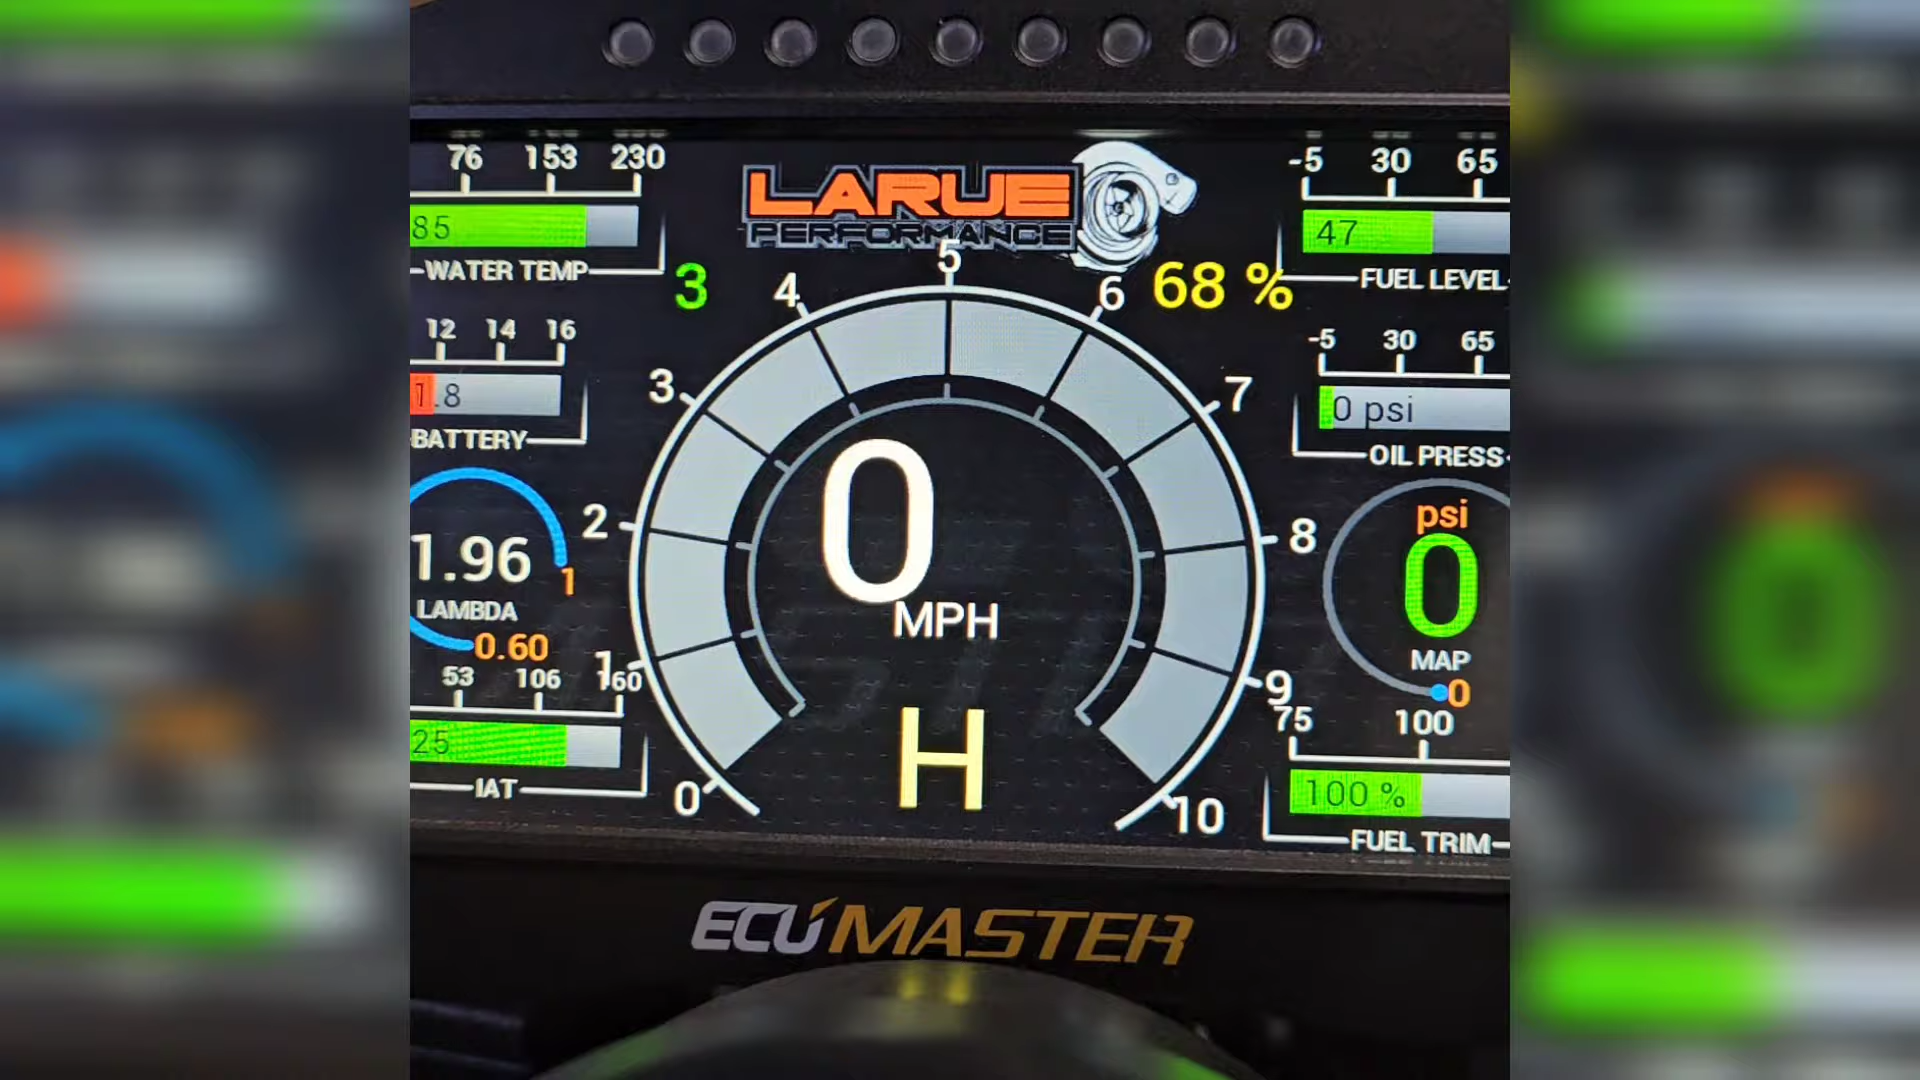 76 153 230
85
WATER TEMP
12 14 16
1.8
BATTERY
1.96
1
LAMBDA
0.60
53 106 160
25
IAT
LARUE
PERFORMANCE
3
68 %
0 1 2 3 4 5 6 7 8 9 10
0
MPH
H
-5 30 65
47
FUEL LEVEL
-5 30 65
0 psi
OIL PRESS
psi
0
MAP
0
75 100
100 %
FUEL TRIM
ECUMASTER